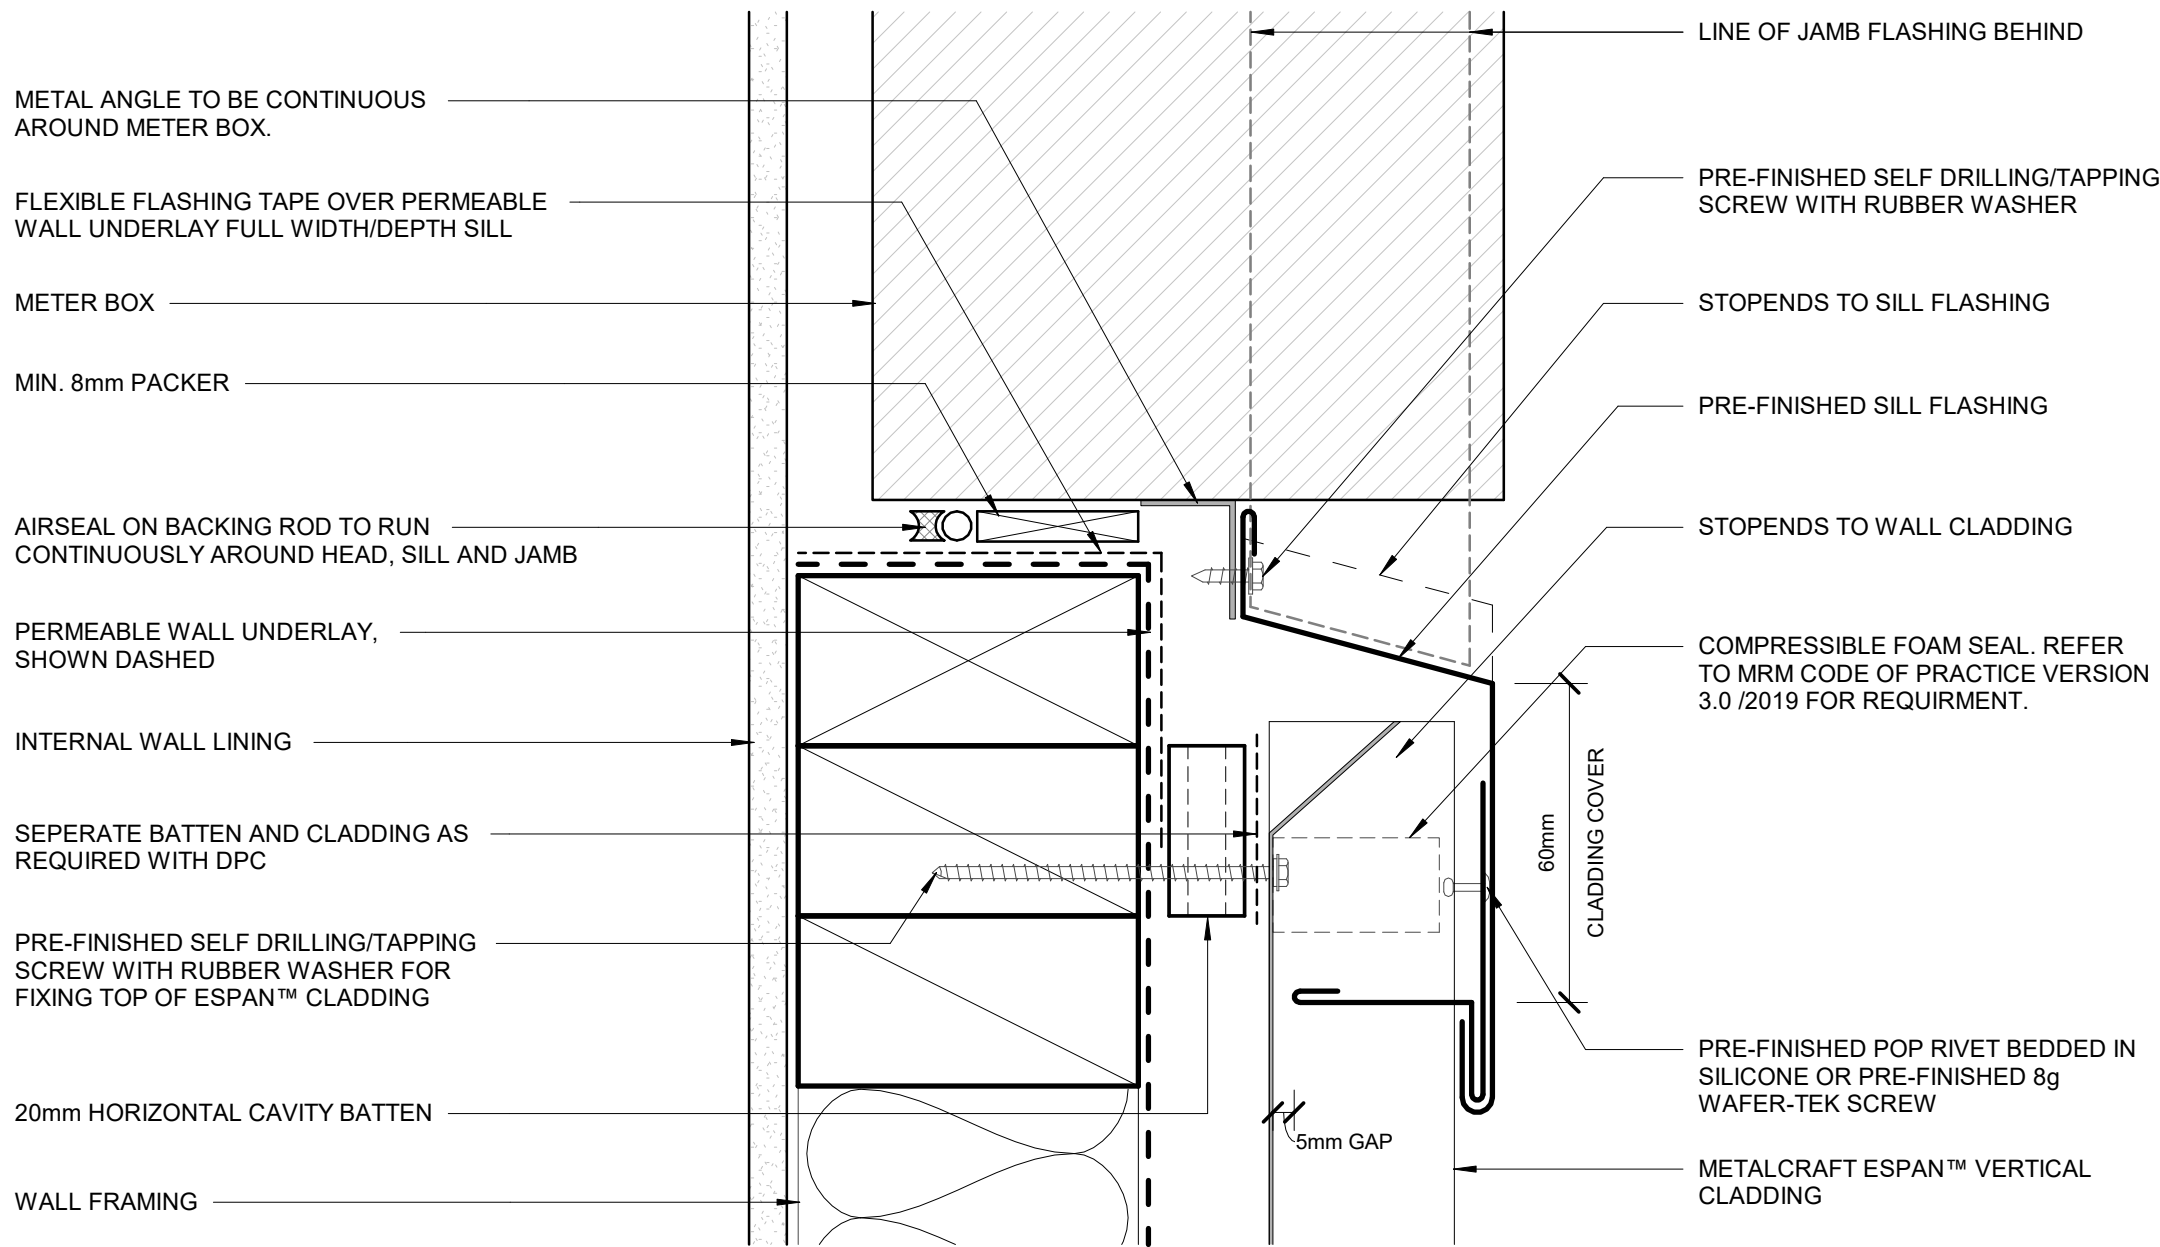 METAL ANGLE TO BE CONTINUOUS
AROUND METER BOX.
FLEXIBLE FLASHING TAPE OVER PERMEABLE
WALL UNDERLAY FULL WIDTH/DEPTH SILL
METER BOX
MIN. 8mm PACKER
AIRSEAL ON BACKING ROD TO RUN
CONTINUOUSLY AROUND HEAD, SILL AND JAMB
PERMEABLE WALL UNDERLAY,
SHOWN DASHED
INTERNAL WALL LINING
SEPERATE BATTEN AND CLADDING AS
REQUIRED WITH DPC
PRE-FINISHED SELF DRILLING/TAPPING
SCREW WITH RUBBER WASHER FOR
FIXING TOP OF ESPAN™ CLADDING
20mm HORIZONTAL CAVITY BATTEN
WALL FRAMING
LINE OF JAMB FLASHING BEHIND
PRE-FINISHED SELF DRILLING/TAPPING
SCREW WITH RUBBER WASHER
STOPENDS TO SILL FLASHING
PRE-FINISHED SILL FLASHING
STOPENDS TO WALL CLADDING
COMPRESSIBLE FOAM SEAL. REFER
TO MRM CODE OF PRACTICE VERSION
3.0 /2019 FOR REQUIRMENT.
60mm
CLADDING COVER
PRE-FINISHED POP RIVET BEDDED IN
SILICONE OR PRE-FINISHED 8g
WAFER-TEK SCREW
5mm GAP
METALCRAFT ESPAN™ VERTICAL
CLADDING